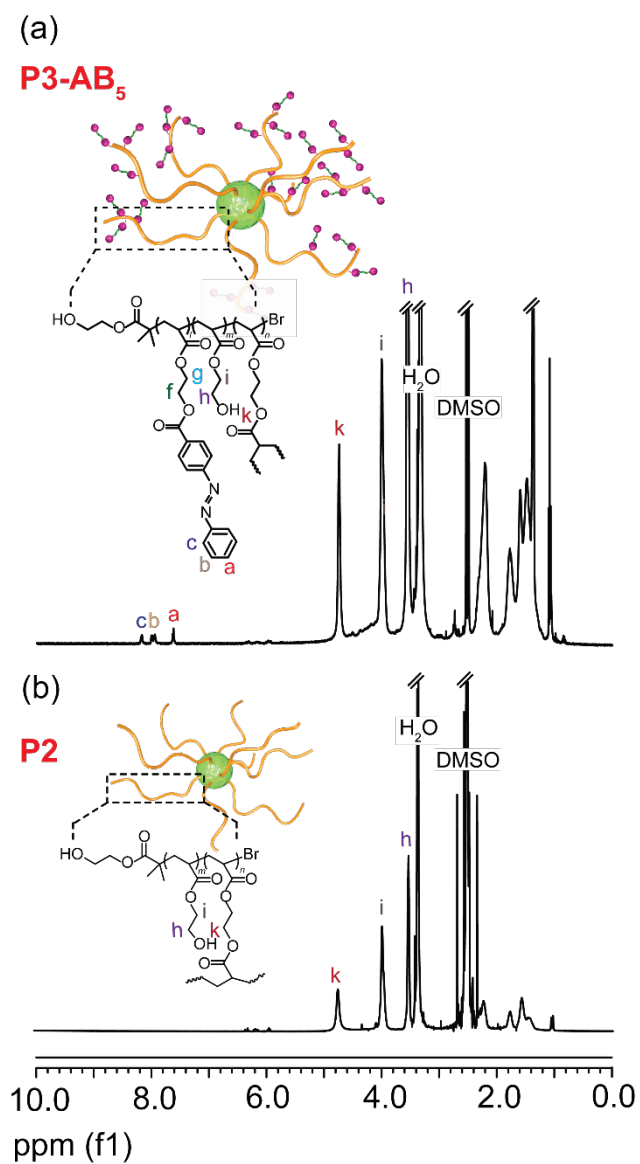 (a)
P3-AB5
h
HO
O
O
Br
l
m
n
O
O
O
O
O
O
g
i
f
h
OH
k
O
O
O
O
O
N
N
c
b
a
k
i
H2O
DMSO
c b a
(b)
P2
HO
O
O
Br
m
n
O
O
O
O
i
h
k
OH
O
O
k
i
h
H2O
DMSO
10.0 8.0 6.0 4.0 2.0 0.0
ppm (f1)